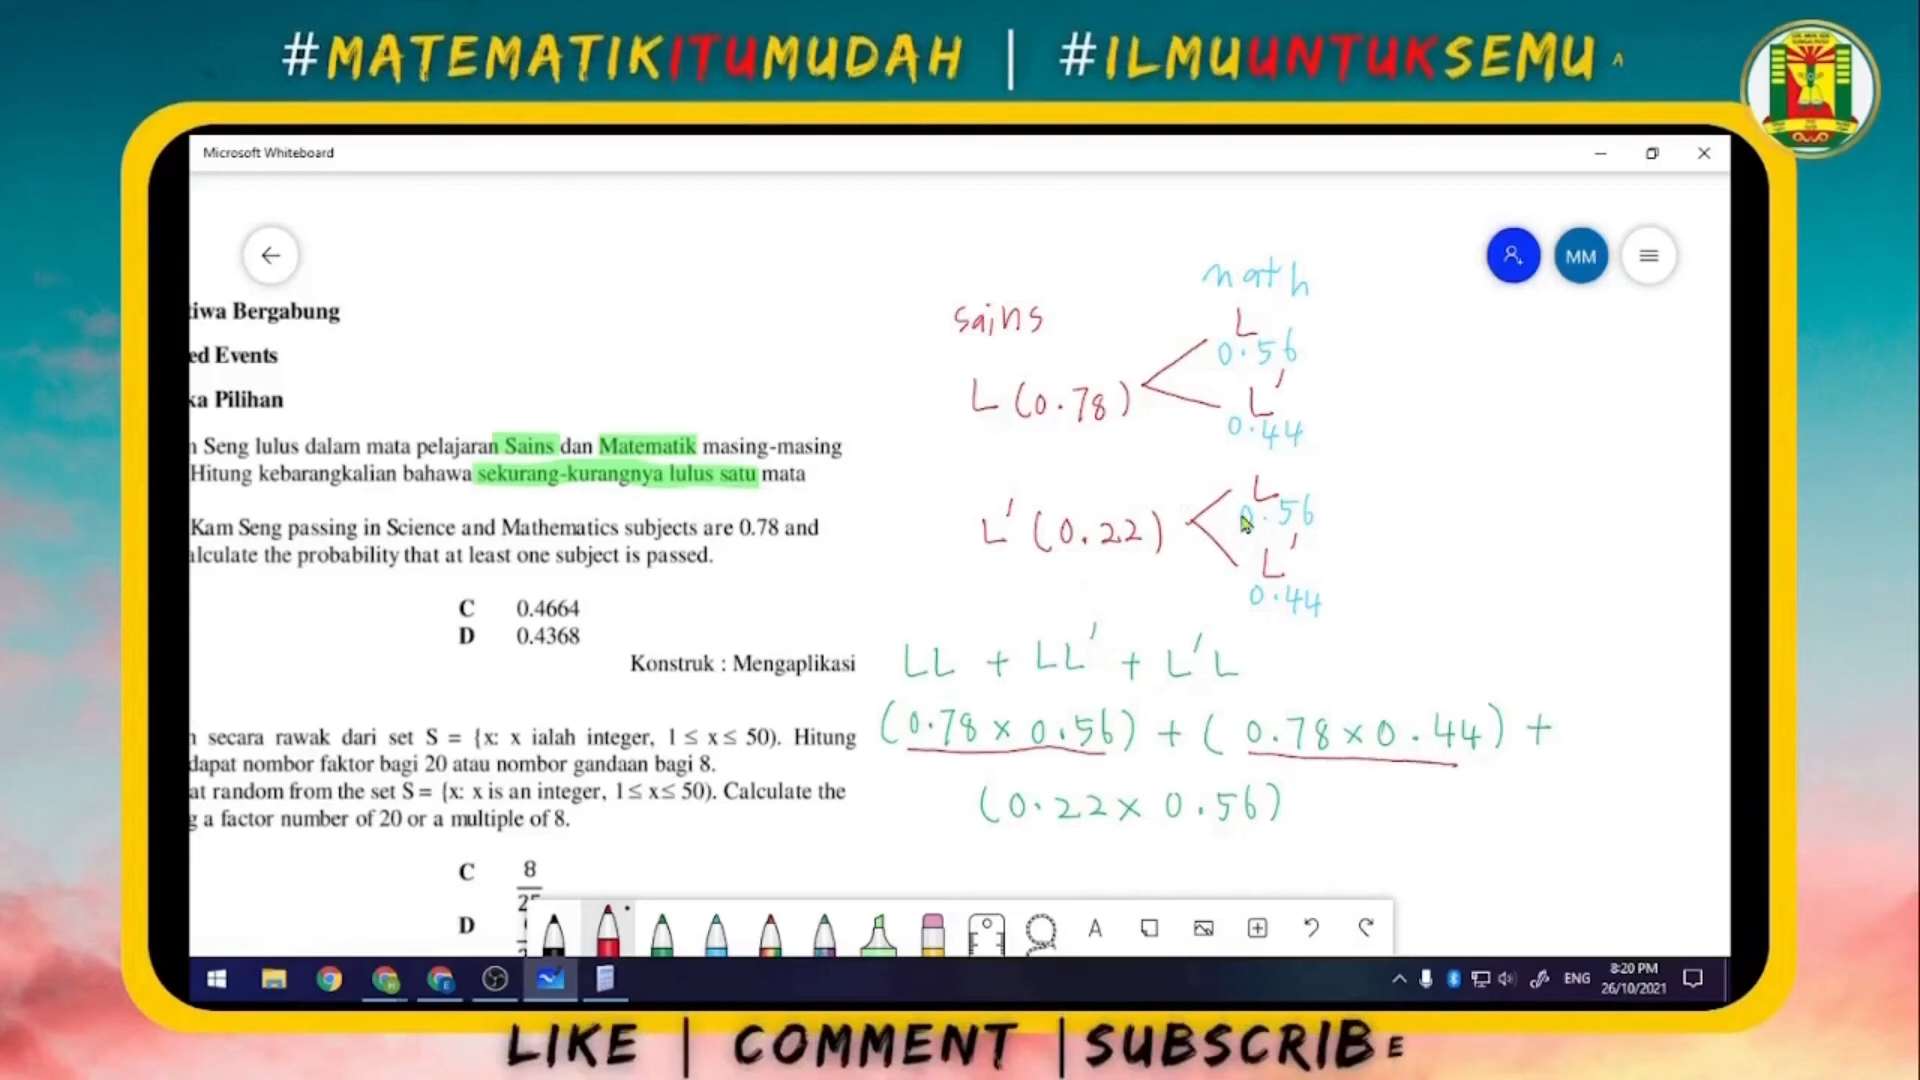 #MATEMATIKITUMUDAH | #ILMUUNTUKSEMUA
Microsoft Whiteboard
MM
tiwa Bergabung
ed Events
ka Pilihan
n Seng lulus dalam mata pelajaran Sains dan Matematik masing-masing
Hitung kebarangkalian bahawa sekurang-kurangnya lulus satu mata
Kam Seng passing in Science and Mathematics subjects are 0.78 and
alculate the probability that at least one subject is passed.
C 0.4664
D 0.4368
Konstruk : Mengaplikasi
n secara rawak dari set S = {x: x ialah integer, 1 ≤ x ≤ 50). Hitung
dapat nombor faktor bagi 20 atau nombor gandaan bagi 8.
at random from the set S = {x: x is an integer, 1 ≤ x ≤ 50). Calculate the
g a factor number of 20 or a multiple of 8.
C 8
D
math
sains
L
0.56
L (0.78)
L'
0.44
L
0.56
L' (0.22)
L'
0.44
LL + LL' + L'L
(0.78 × 0.56) + (0.78 × 0.44) +
(0.22 × 0.56)
A
ENG
8:20 PM
26/10/2021
LIKE | COMMENT | SUBSCRIBE